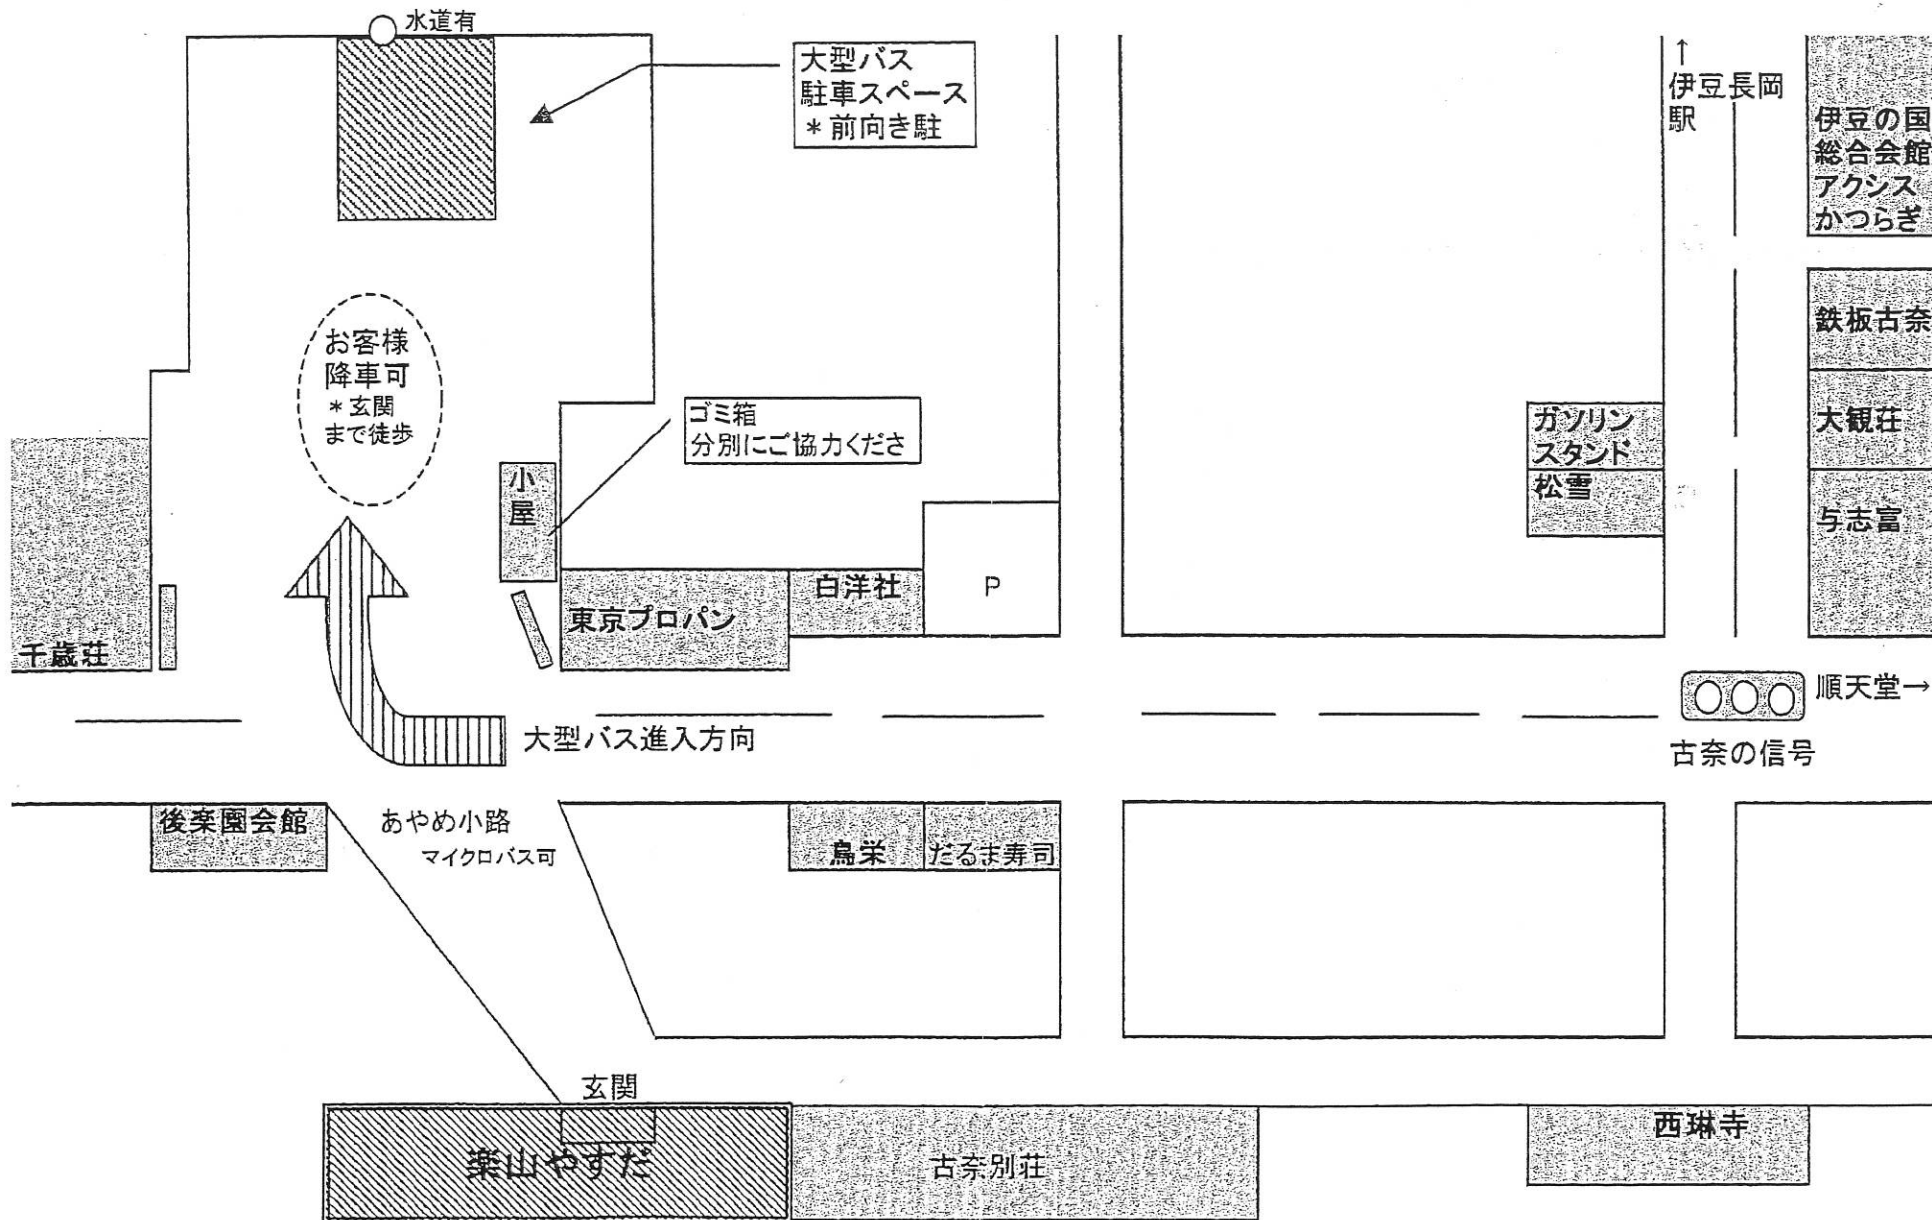 水道有
大型バス
駐車スペース
＊前向き駐
↑
伊豆長岡
駅
伊豆の国
総合会館
アクシス
かつらぎ
鉄板古奈
お客様
降車可
＊玄関
まで徒歩
ゴミ箱
分別にご協力くださ
ガソリン
スタンド
大観荘
小
屋
松雪
与志富
千歳荘
東京プロパン
白洋社
P
順天堂→
大型バス進入方向
古奈の信号
後楽園会館
あやめ小路
マイクロバス可
鳥栄
だるま寿司
玄関
楽山やすだ
古奈別荘
西琳寺